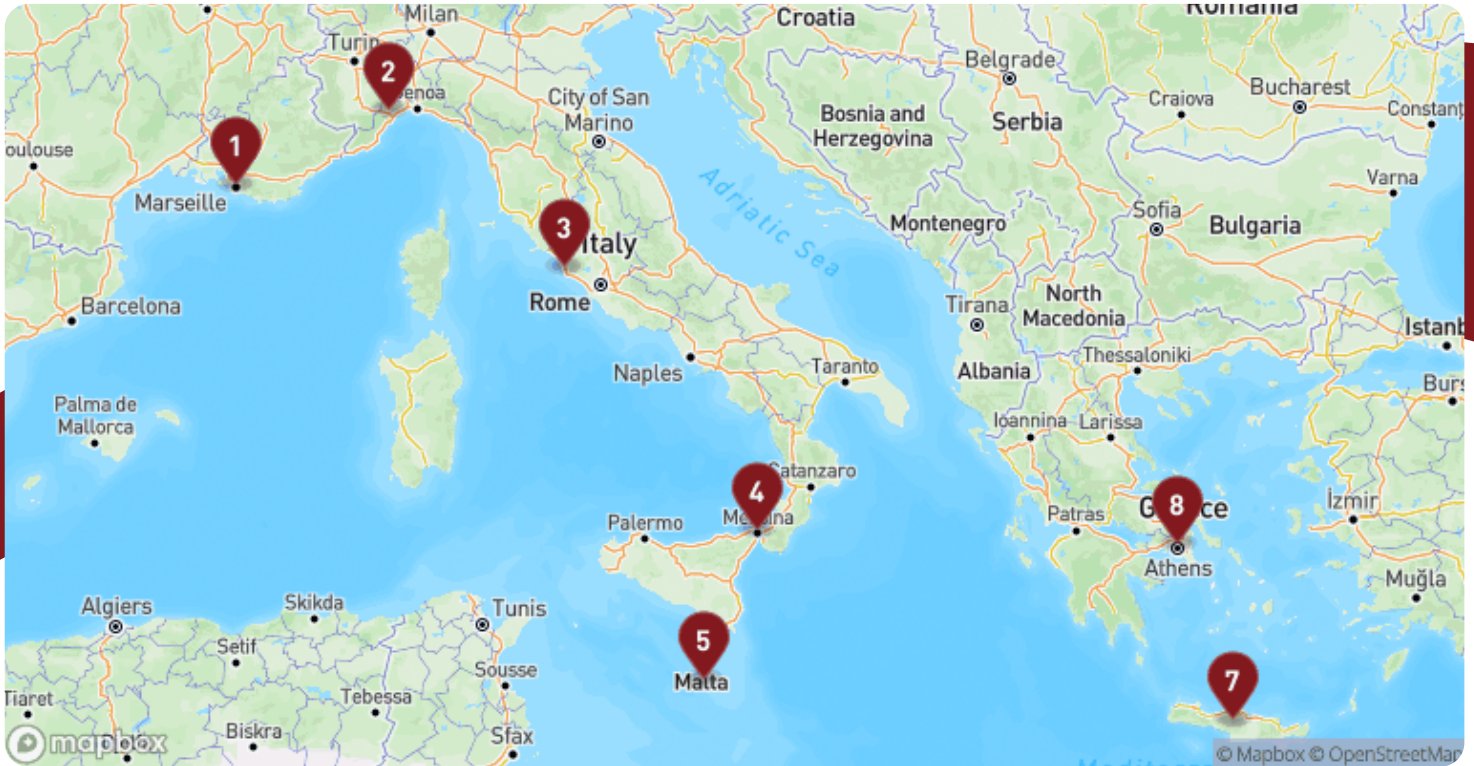 Milan
Croatia
Turin
2
enoa
Belgrade
Bucharest
Craiova
City of San
Marino
Bosnia and
Herzegovina
Serbia
Constanț
oulouse
1
Marseille
Varna
Sofia
Bulgaria
Adriatic Sea
Montenegro
3
Italy
Rome
Barcelona
Tirana
North
Macedonia
Istanb
Naples
Taranto
Albania
Thessaloniki
Burs
Palma de
Mallorca
Ioannina
Larissa
Catanzaro
4
8
İzmir
Palermo
Patras
Athens
Muğla
Algiers
Skikda
Tunis
5
Malta
Setif
Sousse
7
Tiaret
Tebessa
Biskra
Sfax
mapbox
© Mapbox © OpenStreetMap